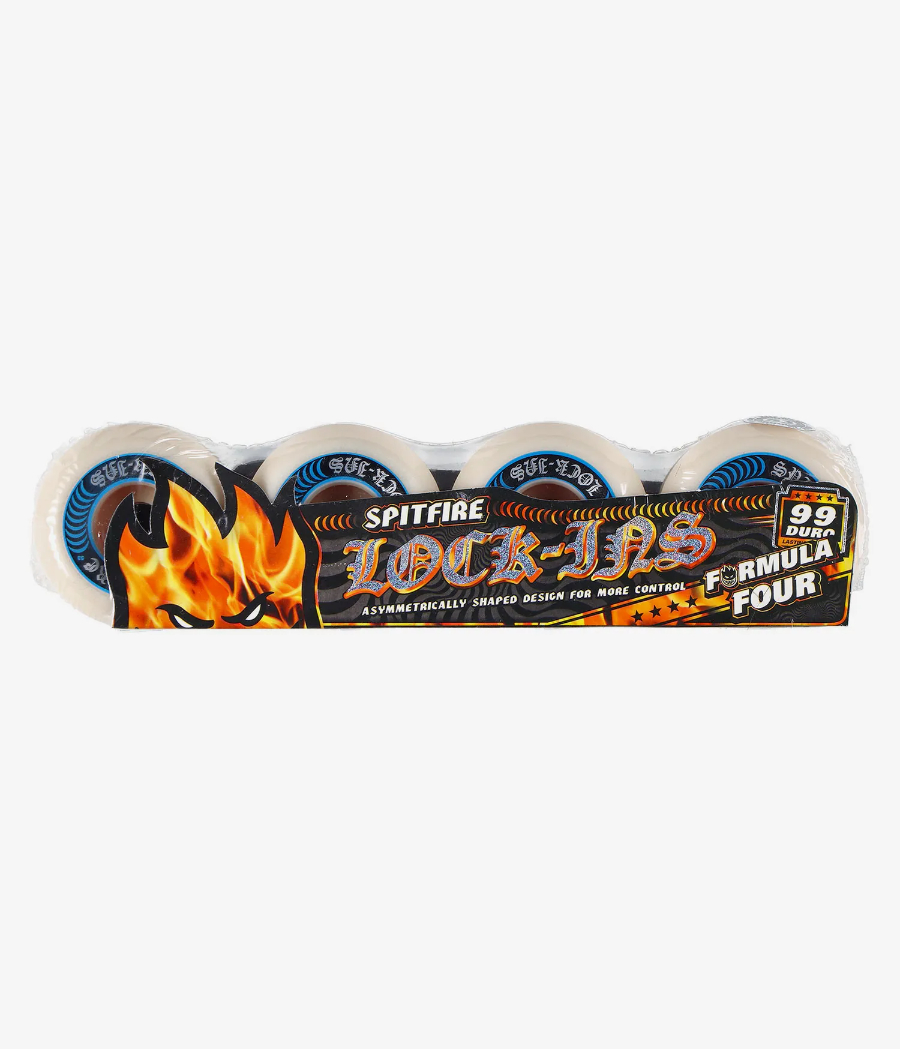 SPITFIRE
LOCK-INS
ASYMMETRICALLY SHAPED DESIGN FOR MORE CONTROL
99
DURO
FORMULA
FOUR